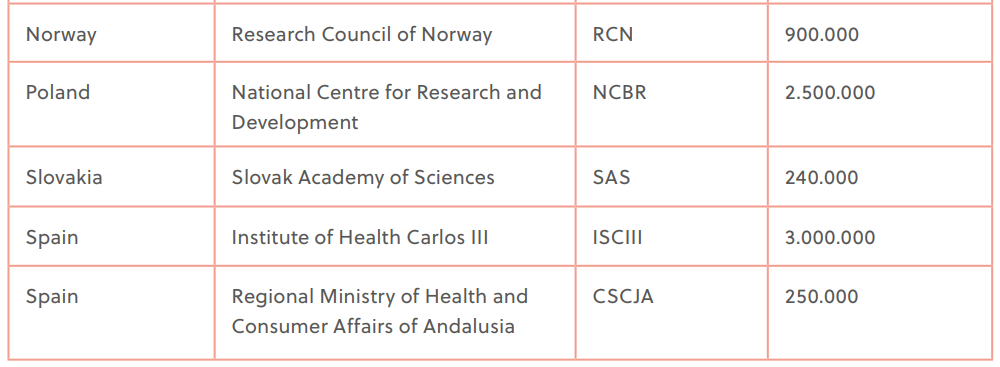 Norway Research Council of Norway RCN 900.000
Poland National Centre for Research and NCBR 2.500.000
Development
Slovakia Slovak Academy of Sciences SAS 240.000
Spain Institute of Health Carlos III ISCIII 3.000.000
Spain Regional Ministry of Health and CSCJA 250.000
Consumer Affairs of Andalusia